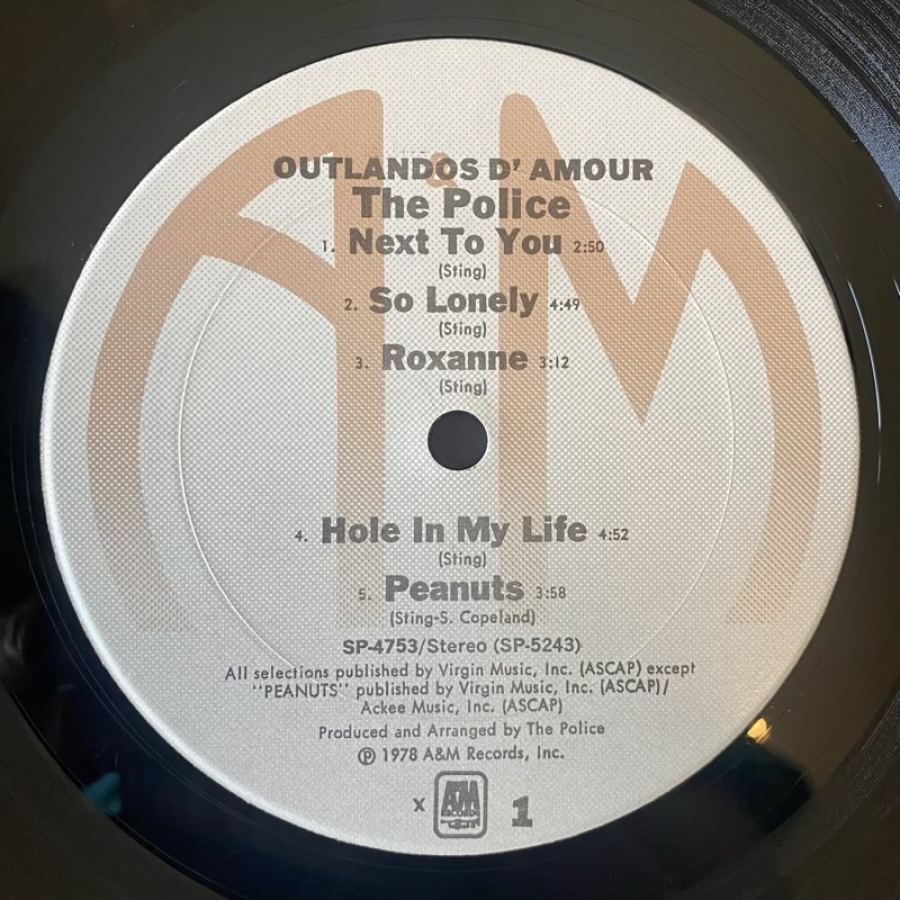 OUTLANDOS D' AMOUR
The Police
1. Next To You 2:50
(Sting)
2. So Lonely 4:49
(Sting)
3. Roxanne 3:12
(Sting)
4. Hole In My Life 4:52
(Sting)
5. Peanuts 3:58
(Sting-S. Copeland)
SP-4753/Stereo (SP-5243)
All selections published by Virgin Music, Inc. (ASCAP) except
"PEANUTS" published by Virgin Music, Inc. (ASCAP)/
Ackee Music, Inc. (ASCAP)
Produced and Arranged by The Police
℗ 1978 A&M Records, Inc.
X A&M RECORDS 1